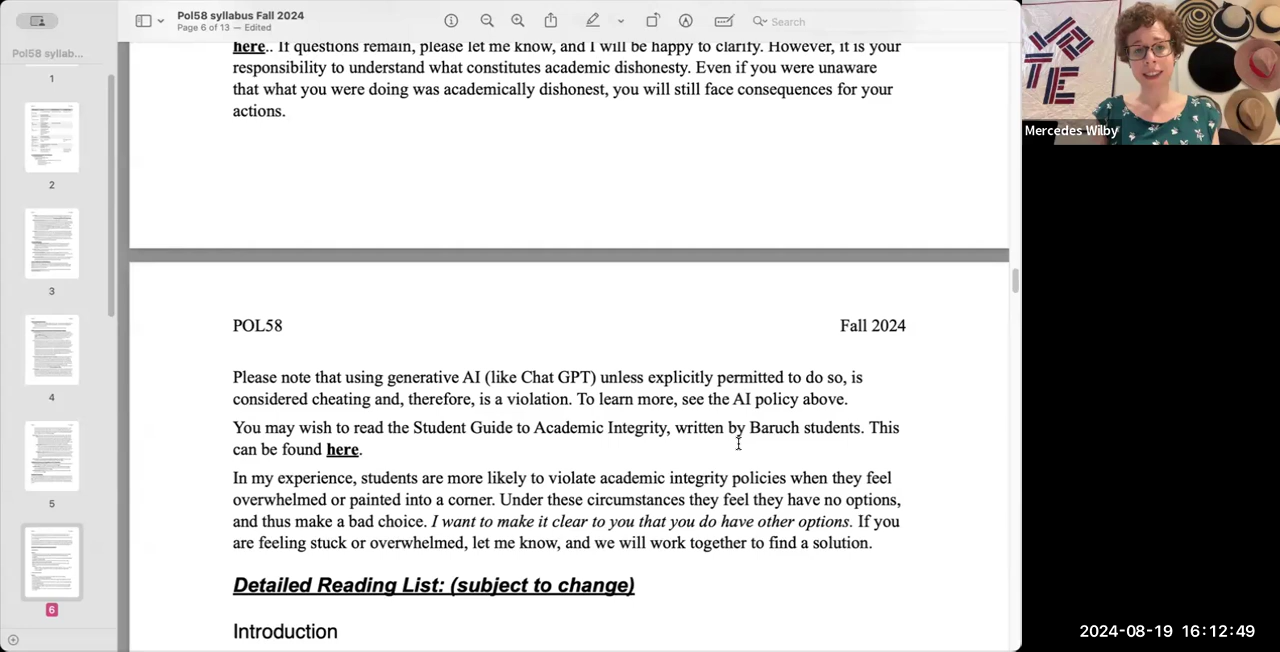 Pol58 syllabus Fall 2024
Page 6 of 13 — Edited
Search
Pol58 syllab...
1
2
3
4
5
6
here.. If questions remain, please let me know, and I will be happy to clarify. However, it is your
responsibility to understand what constitutes academic dishonesty. Even if you were unaware
that what you were doing was academically dishonest, you will still face consequences for your
actions.
POL58
Fall 2024
Please note that using generative AI (like Chat GPT) unless explicitly permitted to do so, is
considered cheating and, therefore, is a violation. To learn more, see the AI policy above.
You may wish to read the Student Guide to Academic Integrity, written by Baruch students. This
can be found here.
In my experience, students are more likely to violate academic integrity policies when they feel
overwhelmed or painted into a corner. Under these circumstances they feel they have no options,
and thus make a bad choice. I want to make it clear to you that you do have other options. If you
are feeling stuck or overwhelmed, let me know, and we will work together to find a solution.
Detailed Reading List: (subject to change)
Introduction
TE
Mercedes Wilby
2024-08-19 16:12:49